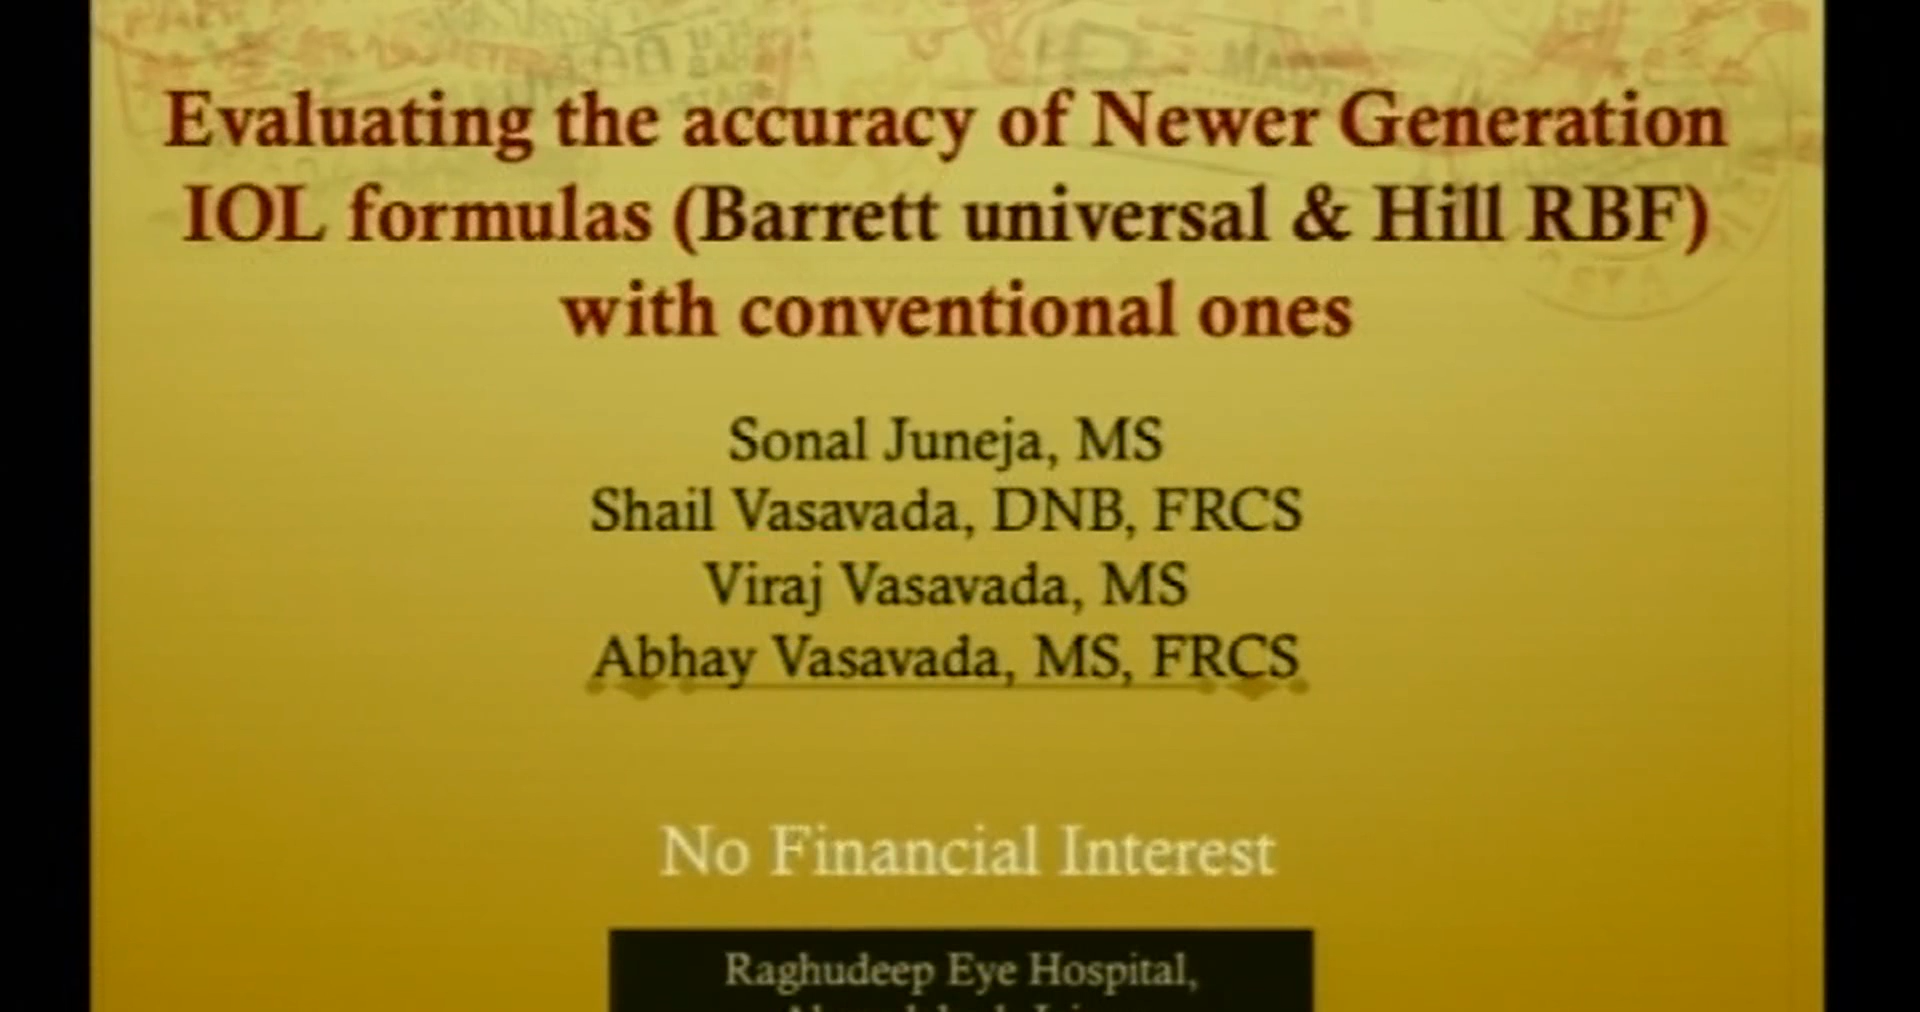 Evaluating the accuracy of Newer Generation
IOL formulas (Barrett universal & Hill RBF)
with conventional ones
Sonal Juneja, MS
Shail Vasavada, DNB, FRCS
Viraj Vasavada, MS
Abhay Vasavada, MS, FRCS
No Financial Interest
Raghudeep Eye Hospital,